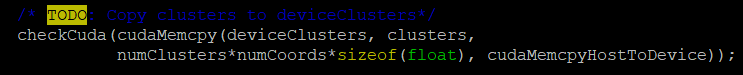 /* TODO: Copy clusters to deviceClusters*/
checkCuda(cudaMemcpy(deviceClusters, clusters,
numClusters*numCoords*sizeof(float), cudaMemcpyHostToDevice));